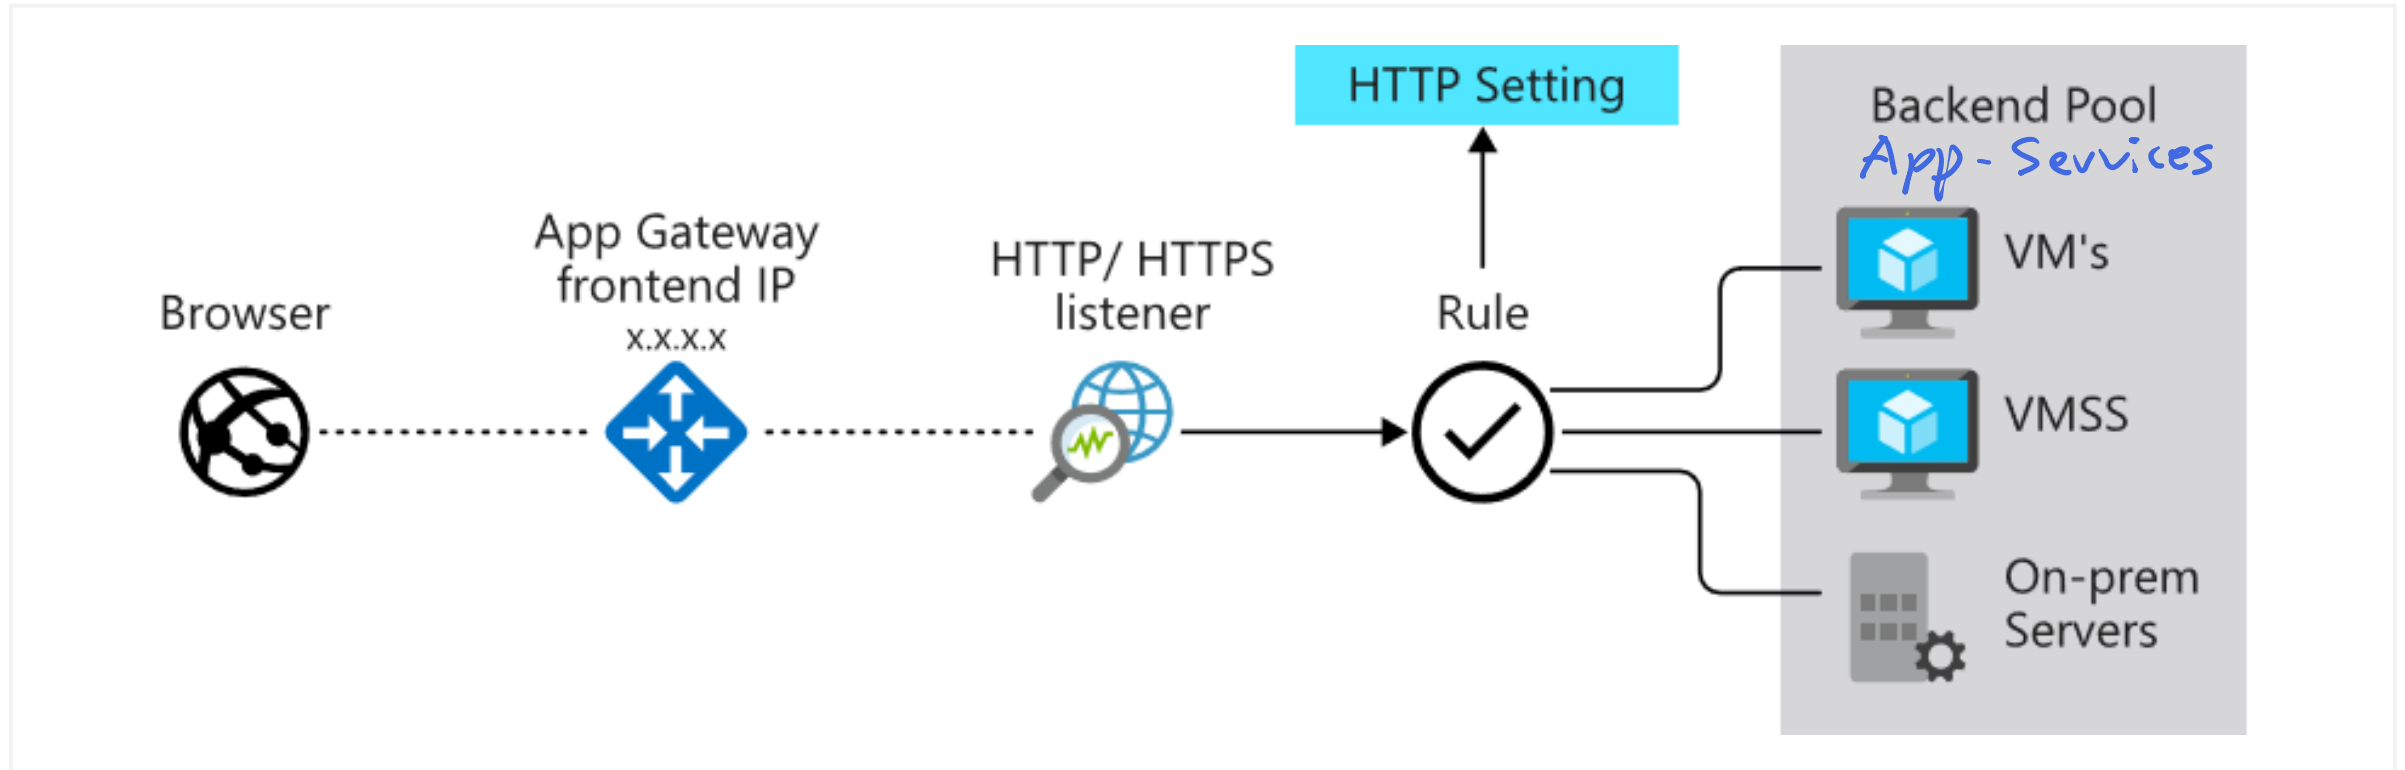 Browser
App Gateway
frontend IP
x.x.x.x
HTTP/ HTTPS
listener
Rule
HTTP Setting
Backend Pool
App-Services
VM's
VMSS
On-prem
Servers